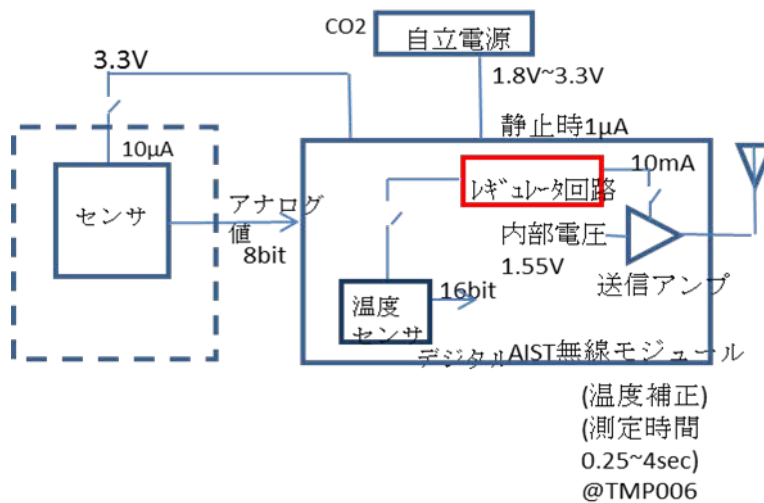 CO2
自立電源
3.3V
1.8V~3.3V
静止時1μA
10μA
センサ
アナログ
値
8bit
ﾚｷﾞｭﾚｰﾀ回路
10mA
内部電圧
1.55V
送信アンプ
温度
センサ
16bit
デジタル
AIST無線モジュール
(温度補正)
(測定時間
0.25~4sec)
@TMP006